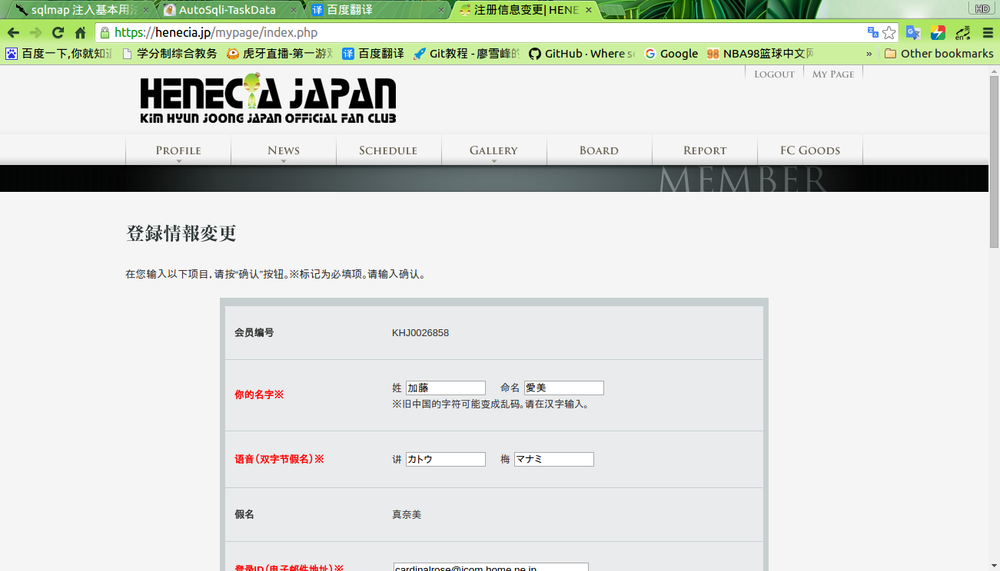 sqlmap 注入基本用法
AutoSqli-TaskData
百度翻译
注册信息变更| HENE
HD
https://henecia.jp/mypage/index.php
百度一下,你就知道
学分制综合教务
虎牙直播-第一游戏
百度翻译
Git教程 - 廖雪峰的
GitHub · Where so
Google
NBA98篮球中文网
»
Other bookmarks
LOGOUT
MY PAGE
HENECIA JAPAN
KIM HYUN JOONG JAPAN OFFICIAL FAN CLUB
PROFILE
NEWS
SCHEDULE
GALLERY
BOARD
REPORT
FC GOODS
MEMBER
登録情報変更
在您输入以下项目，请按“确认”按钮。※标记为必填项。请输入确认。
会员编号
KHJ0026858
你的名字※
姓 加藤 命名 愛美
※旧中国的字符可能变成乱码。请在汉字输入。
语音（双字节假名）※
讲 カトウ 梅 マナミ
假名
真奈美
登录ID（电子邮件地址）※
cardinalrose@jcom.home.ne.jp